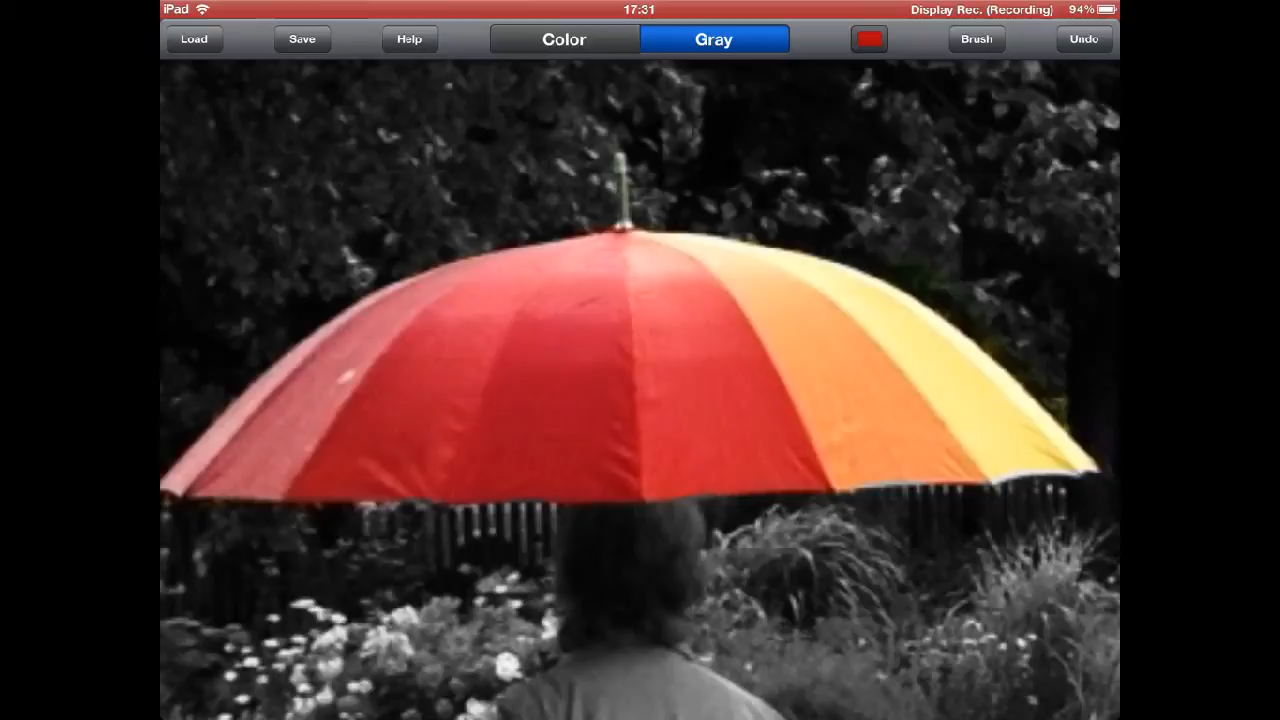 iPad 17:31 Display Rec. (Recording) 94%
Load Save Help Color Gray Brush Undo